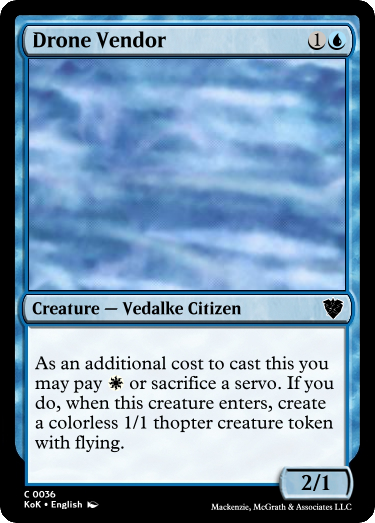 Drone Vendor 1
Creature — Vedalke Citizen
As an additional cost to cast this you
may pay or sacrifice a servo. If you
do, when this creature enters, create
a colorless 1/1 thopter creature token
with flying.
2/1
C 0036
KoK • English
Mackenzie, McGrath & Associates LLC